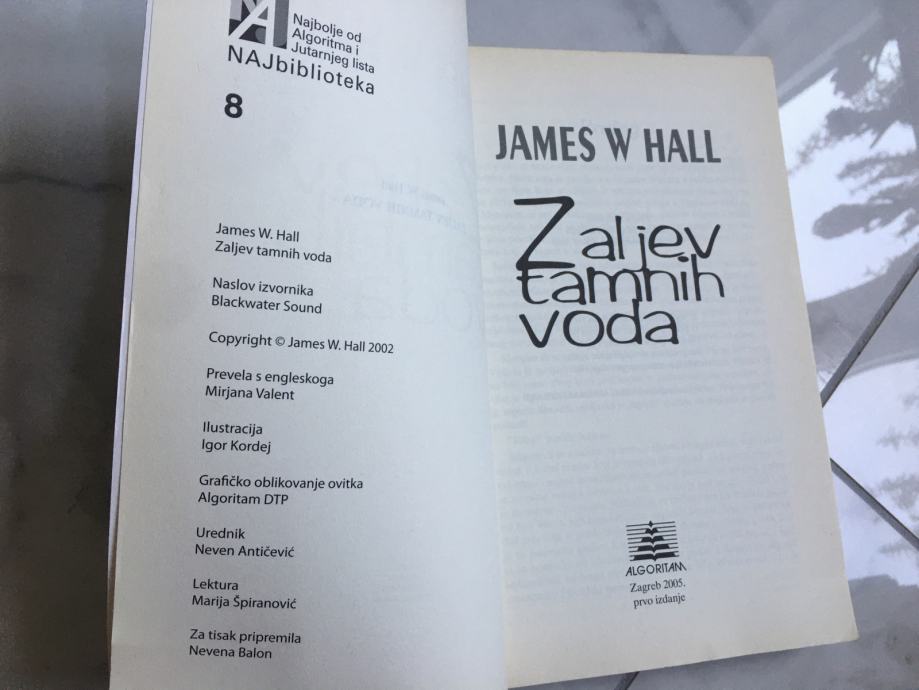 Najbolje od
Algoritma i
Jutarnjeg lista
NAJbiblioteka
8
James W. Hall
Zaljev tamnih voda
Naslov izvornika
Blackwater Sound
Copyright © James W. Hall 2002
Prevela s engleskoga
Mirjana Valent
Ilustracija
Igor Kordej
Grafičko oblikovanje ovitka
Algoritam DTP
Urednik
Neven Antičević
Lektura
Marija Špiranović
Za tisak pripremila
Nevena Balon
JAMES W HALL
Zaljev
tamnih
voda
ALGORITAM
Zagreb 2005.
prvo izdanje